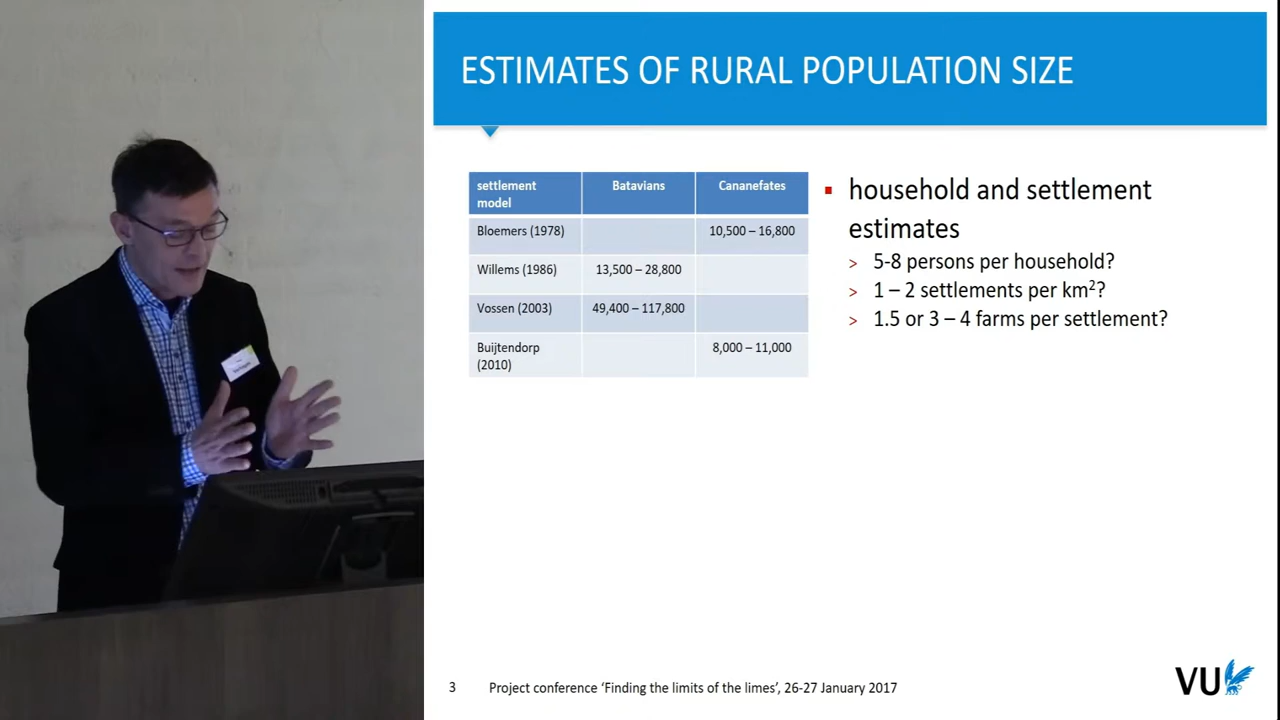 ESTIMATES OF RURAL POPULATION SIZE
settlement model Batavians Cananefates
Bloemers (1978) 10,500 – 16,800
Willems (1986) 13,500 – 28,800
Vossen (2003) 49,400 – 117,800
Buijtendorp (2010) 8,000 – 11,000
▪ household and settlement
estimates
> 5-8 persons per household?
> 1 – 2 settlements per km²?
> 1.5 or 3 – 4 farms per settlement?
3 Project conference ‘Finding the limits of the limes’, 26-27 January 2017
VU